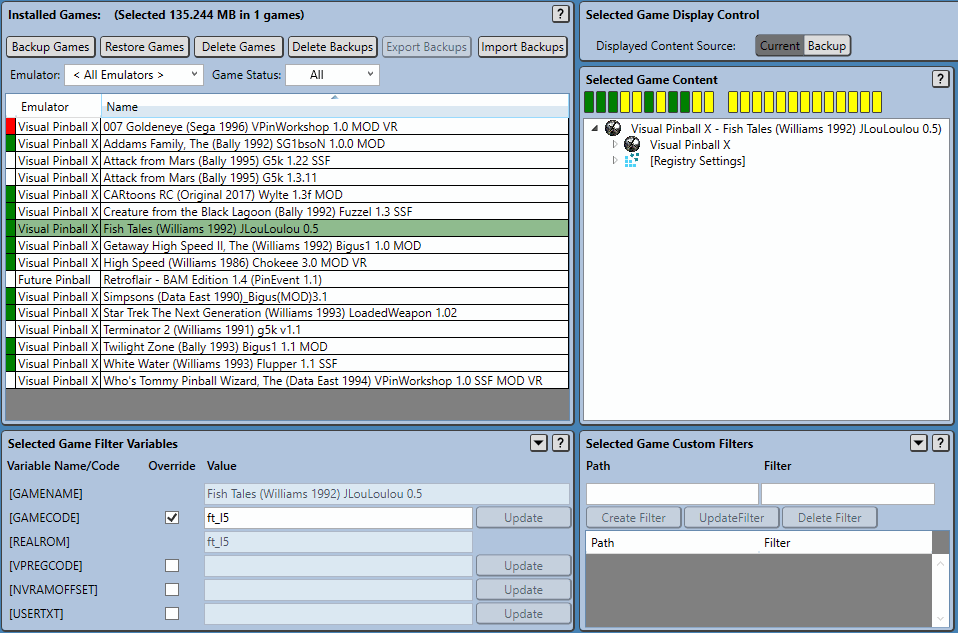 Installed Games: (Selected 135.244 MB in 1 games) ?
Backup Games Restore Games Delete Games Delete Backups Export Backups Import Backups
Emulator: < All Emulators > Game Status: All
Emulator Name
Visual Pinball X 007 Goldeneye (Sega 1996) VPinWorkshop 1.0 MOD VR
Visual Pinball X Addams Family, The (Bally 1992) SG1bsoN 1.0.0 MOD
Visual Pinball X Attack from Mars (Bally 1995) G5k 1.22 SSF
Visual Pinball X Attack from Mars (Bally 1995) G5k 1.3.11
Visual Pinball X CARtoons RC (Original 2017) Wylte 1.3f MOD
Visual Pinball X Creature from the Black Lagoon (Bally 1992) Fuzzel 1.3 SSF
Visual Pinball X Fish Tales (Williams 1992) JLouLoulou 0.5
Visual Pinball X Getaway High Speed II, The (Williams 1992) Bigus1 1.0 MOD
Visual Pinball X High Speed (Williams 1986) Chokeee 3.0 MOD VR
Future Pinball Retroflair - BAM Edition 1.4 (PinEvent 1.1)
Visual Pinball X Simpsons (Data East 1990)_Bigus(MOD)3.1
Visual Pinball X Star Trek The Next Generation (Williams 1993) LoadedWeapon 1.02
Visual Pinball X Terminator 2 (Williams 1991) g5k v1.1
Visual Pinball X Twilight Zone (Bally 1993) Bigus1 1.1 MOD
Visual Pinball X White Water (Williams 1993) Flupper 1.1 SSF
Visual Pinball X Who's Tommy Pinball Wizard, The (Data East 1994) VPinWorkshop 1.0 SSF MOD VR
Selected Game Display Control
Displayed Content Source: Current Backup
Selected Game Content ?
Visual Pinball X - Fish Tales (Williams 1992) JLouLoulou 0.5)
Visual Pinball X
[Registry Settings]
Selected Game Filter Variables ?
Variable Name/Code Override Value
[GAMENAME] Fish Tales (Williams 1992) JLouLoulou 0.5
[GAMECODE] ft_l5 Update
[REALROM] ft_l5
[VPREGCODE] Update
[NVRAMOFFSET] Update
[USERTXT] Update
Selected Game Custom Filters ?
Path Filter
Create Filter UpdateFilter Delete Filter
Path Filter